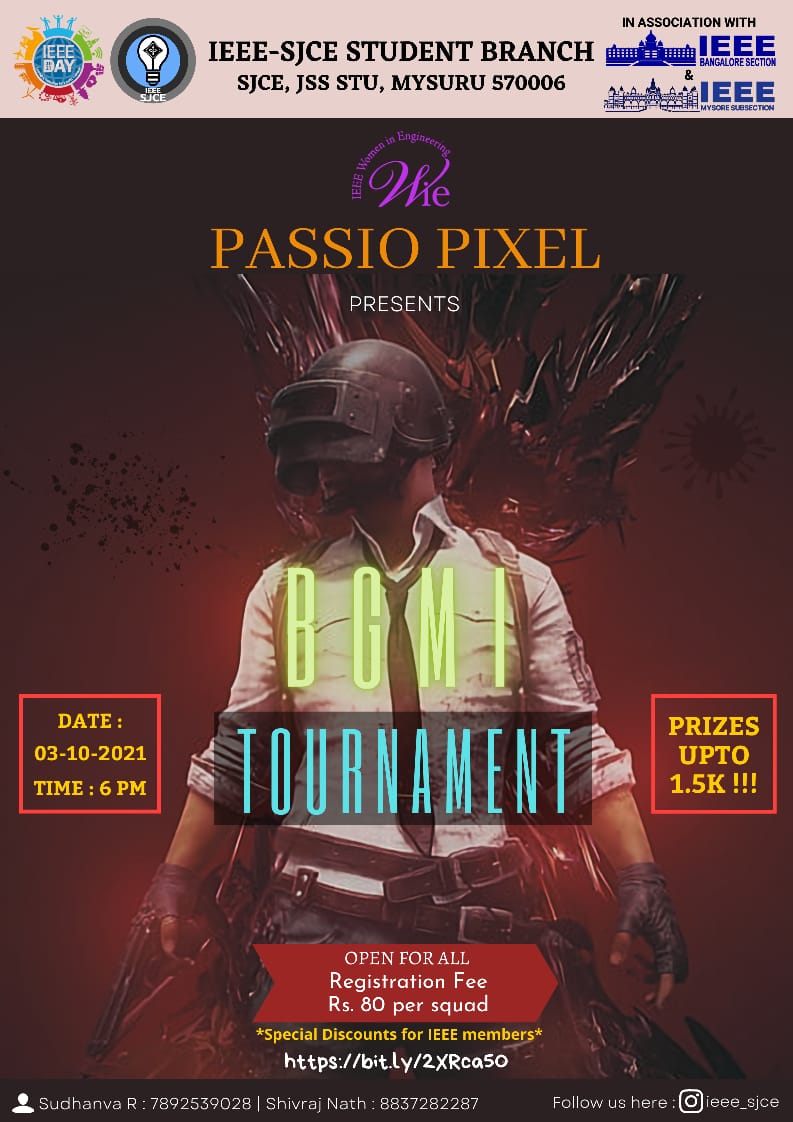 IEEE
DAY
IEEE
SJCE
IEEE-SJCE STUDENT BRANCH
SJCE, JSS STU, MYSURU 570006
IN ASSOCIATION WITH
IEEE
BANGALORE SECTION
&
IEEE
MYSORE SUBSECTION
IEEE Women in Engineering
Wie
PASSIO PIXEL
PRESENTS
BGMI
TOURNAMENT
DATE :
03-10-2021
TIME : 6 PM
PRIZES
UPTO
1.5K !!!
OPEN FOR ALL
Registration Fee
Rs. 80 per squad
*Special Discounts for IEEE members*
https://bit.ly/2XRca5O
Sudhanva R : 7892539028 | Shivraj Nath : 8837282287
Follow us here : ieee_sjce